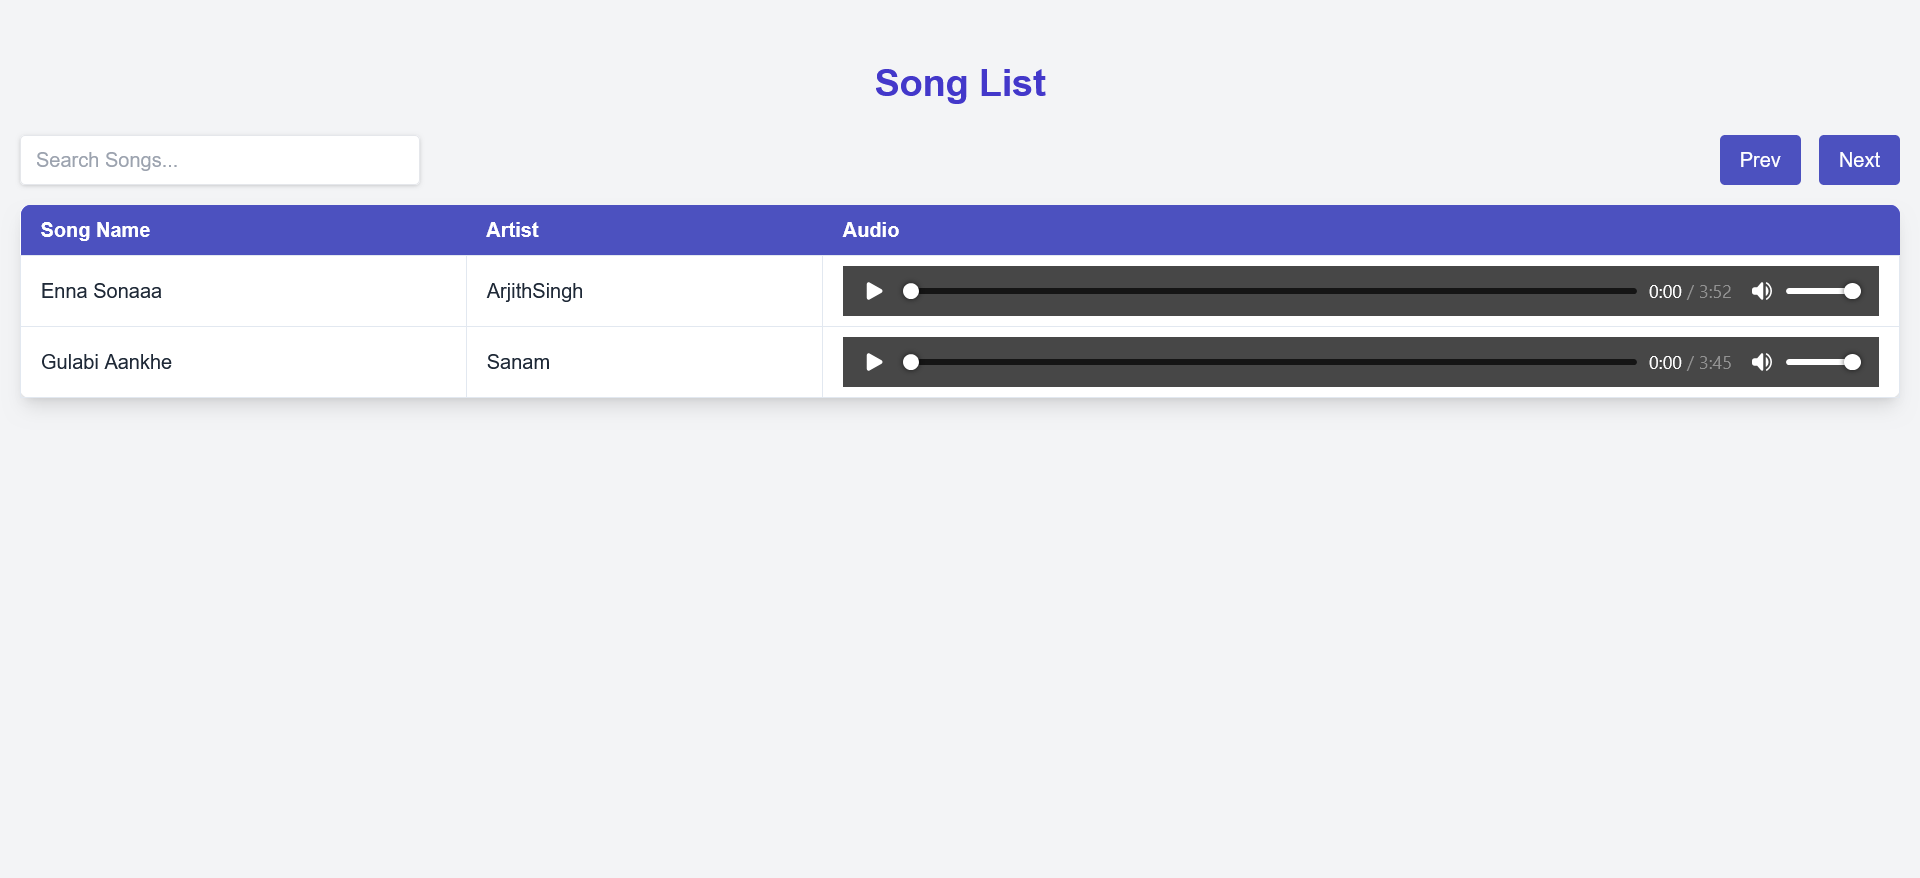 Song List
Search Songs...
Prev Next
Song Name Artist Audio
Enna Sonaaa ArjithSingh 0:00 / 3:52
Gulabi Aankhe Sanam 0:00 / 3:45